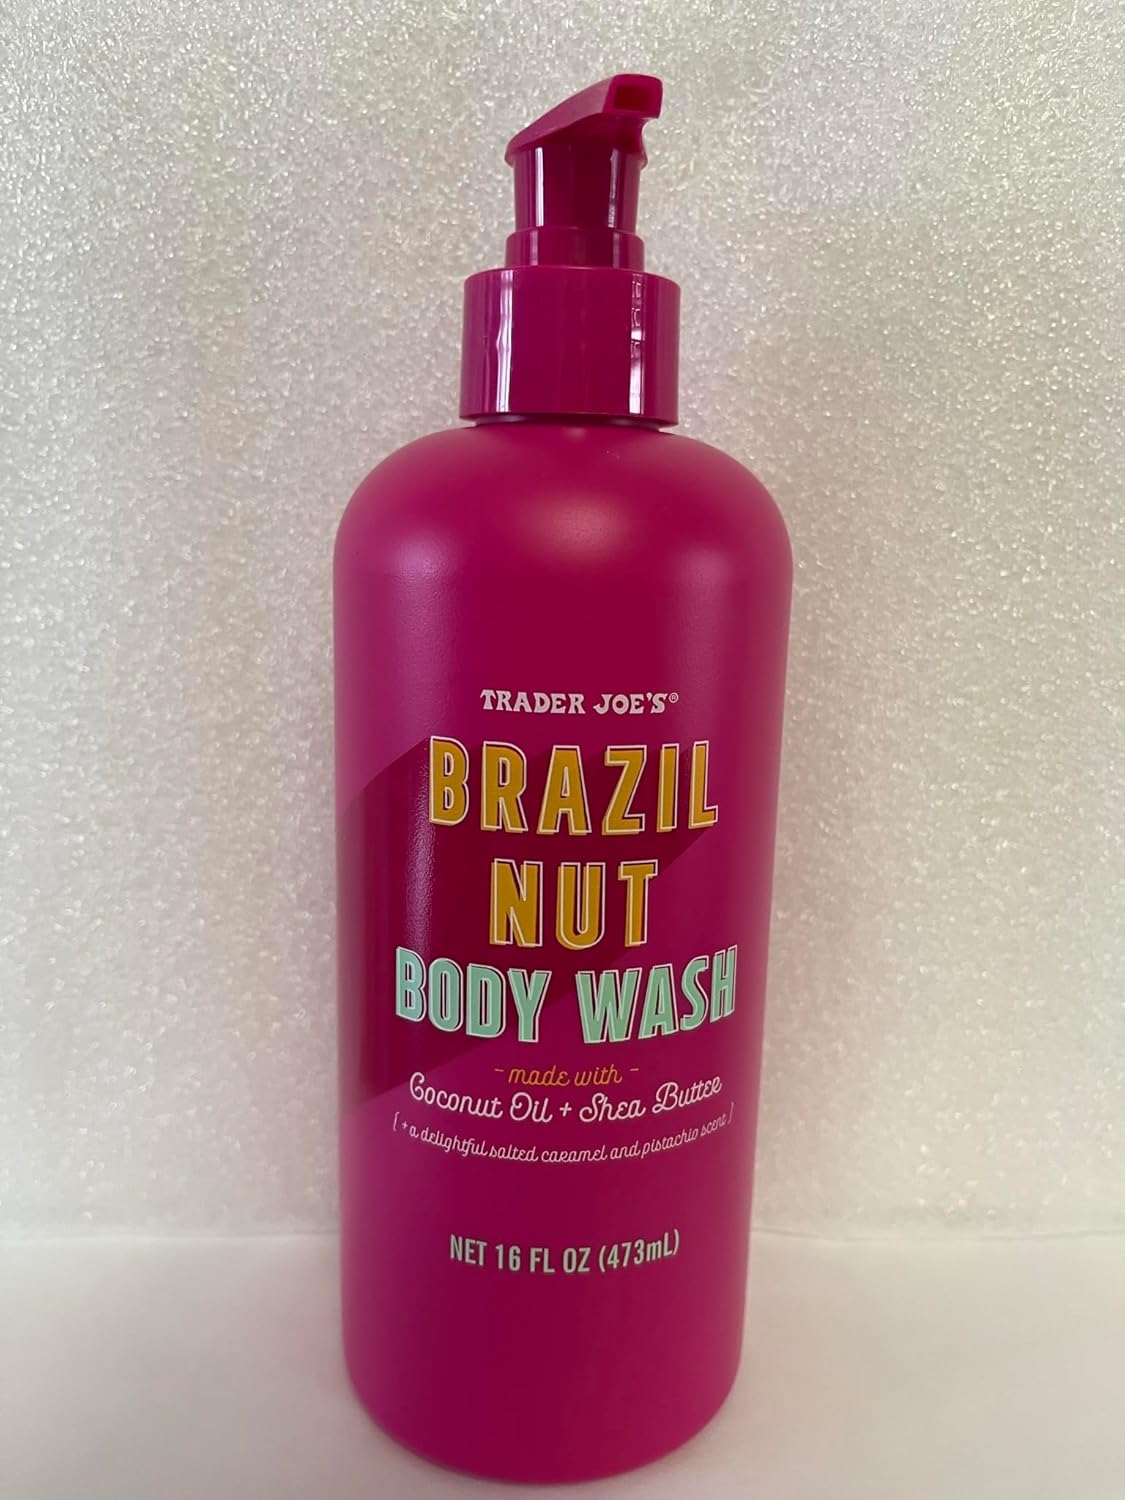 TRADER JOE'S®
BRAZIL
NUT
BODY WASH
- made with -
Coconut Oil + Shea Butter
[ + a delightful salted caramel and pistachio scent ]
NET 16 FL OZ (473mL)